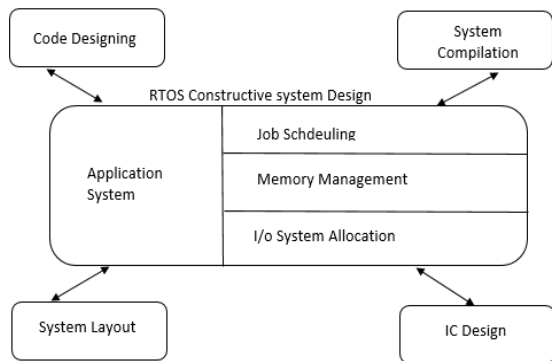 Code Designing
System
Compilation
RTOS Constructive system Design
Application
System
Job Schdeuling
Memory Management
I/o System Allocation
System Layout
IC Design